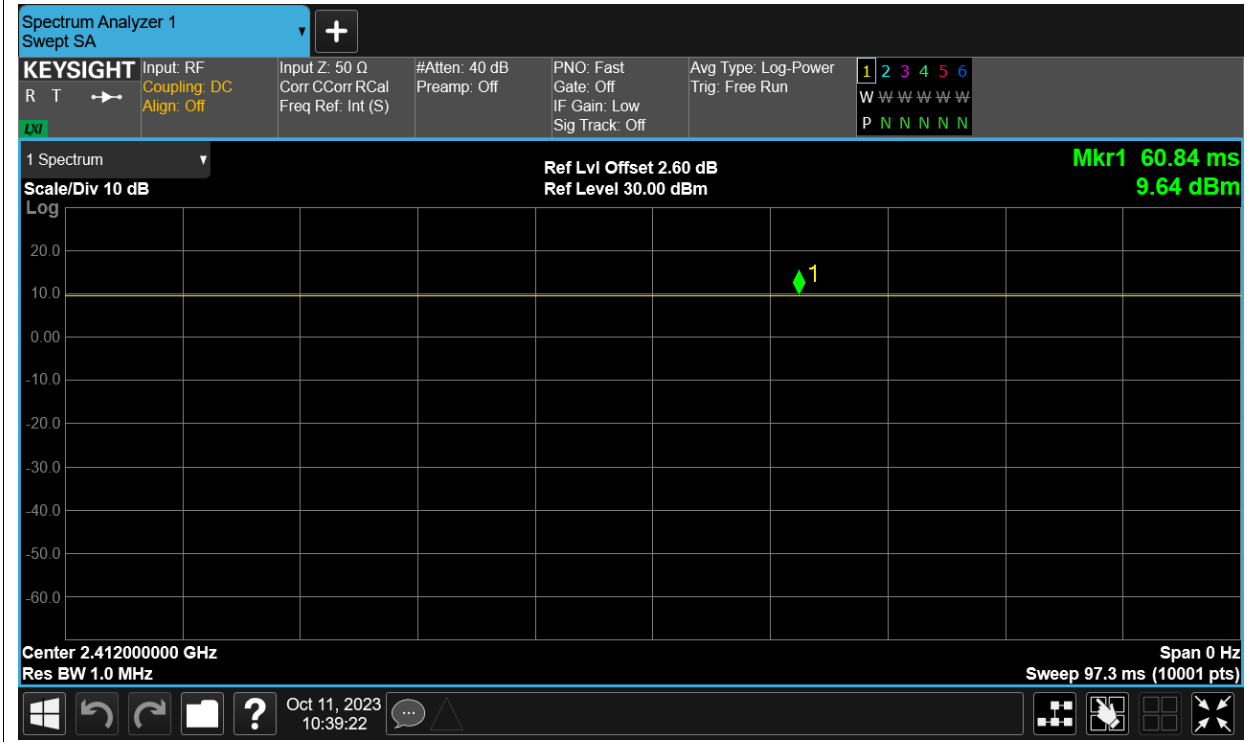 Spectrum Analyzer 1
Swept SA
+
KEYSIGHT
R T
LXI
Input: RF
Coupling: DC
Align: Off
Input Z: 50 Ω
Corr CCorr RCal
Freq Ref: Int (S)
#Atten: 40 dB
Preamp: Off
PNO: Fast
Gate: Off
IF Gain: Low
Sig Track: Off
Avg Type: Log-Power
Trig: Free Run
1 2 3 4 5 6
W W W W W W
P N N N N N
1 Spectrum
Scale/Div 10 dB
Ref Lvl Offset 2.60 dB
Ref Level 30.00 dBm
Mkr1 60.84 ms
9.64 dBm
Log
20.0
10.0
0.00
-10.0
-20.0
-30.0
-40.0
-50.0
-60.0
1
Center 2.412000000 GHz
Res BW 1.0 MHz
Span 0 Hz
Sweep 97.3 ms (10001 pts)
?
Oct 11, 2023
10:39:22